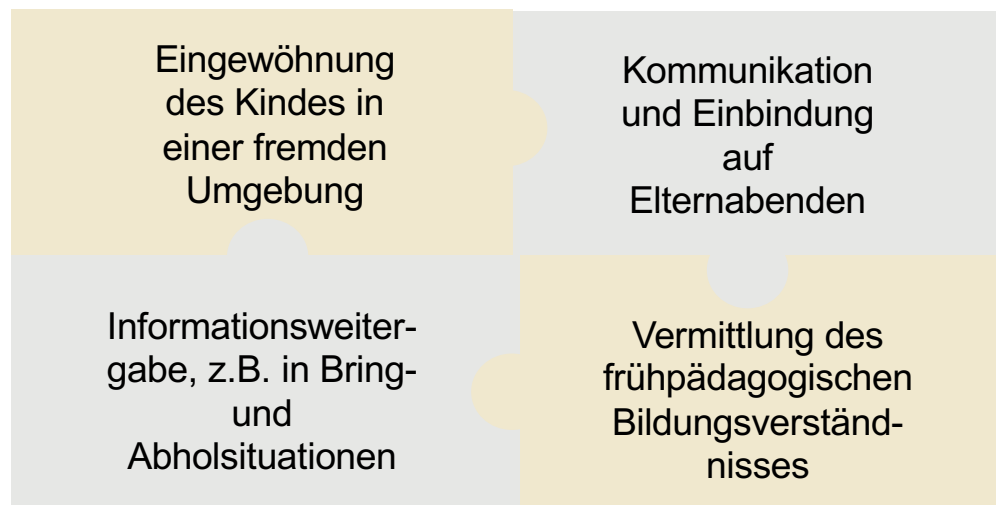 Eingewöhnung
des Kindes in
einer fremden
Umgebung
Kommunikation
und Einbindung
auf
Elternabenden
Informationsweiter-
gabe, z.B. in Bring-
und
Abholsituationen
Vermittlung des
frühpädagogischen
Bildungsverständ-
nisses